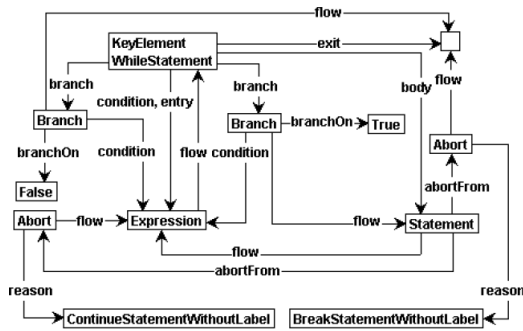 flow
KeyElement
WhileStatement
exit
branch
condition, entry
branch
body
flow
Branch
branchOn
condition
flow
condition
Branch
branchOn
True
Abort
False
abortFrom
Abort
flow
Expression
flow
Statement
flow
abortFrom
reason
reason
ContinueStatementWithoutLabel
BreakStatementWithoutLabel